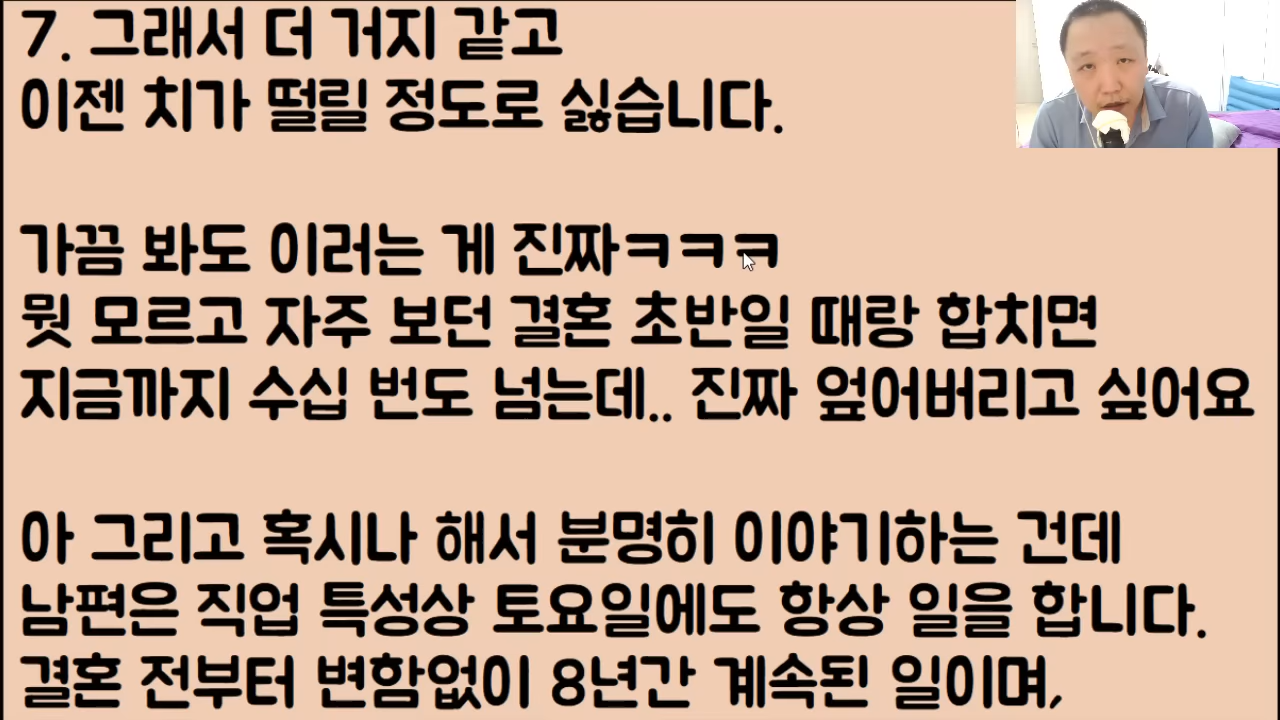 7. 그래서 더 거지 같고
이젠 치가 떨릴 정도로 싫습니다.
가끔 봐도 이러는 게 진짜ㅋㅋㅋ
뭣 모르고 자주 보던 결혼 초반일 때랑 합치면
지금까지 수십 번도 넘는데.. 진짜 엎어버리고 싶어요
아 그리고 혹시나 해서 분명히 이야기하는 건데
남편은 직업 특성상 토요일에도 항상 일을 합니다.
결혼 전부터 변함없이 8년간 계속된 일이며,